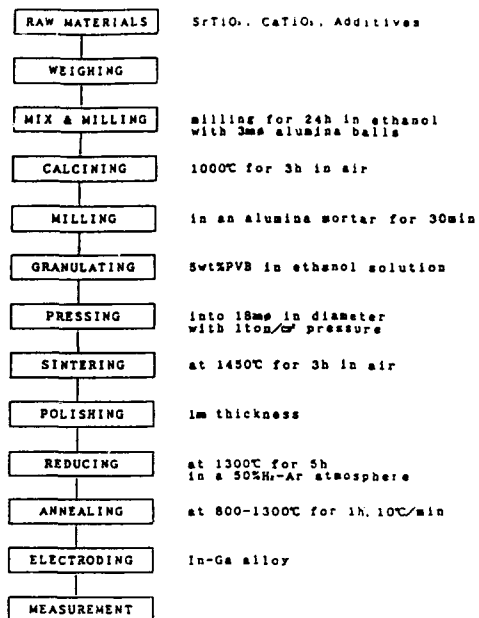 RAW MATERIALS SrTiO₃, CaTiO₃, Additives
WEIGHING
MIX & MILLING milling for 24h in ethanol
with 3mφ alumina balls
CALCINING 1000℃ for 3h in air
MILLING in an alumina mortar for 30min
GRANULATING 5wt%PVB in ethanol solution
PRESSING into 18mφ in diameter
with 1ton/cm² pressure
SINTERING at 1450℃ for 3h in air
POLISHING 1mm thickness
REDUCING at 1300℃ for 5h
in a 50%H₂-Ar atmosphere
ANNEALING at 800-1300℃ for 1h, 10℃/min
ELECTRODING In-Ga alloy
MEASUREMENT